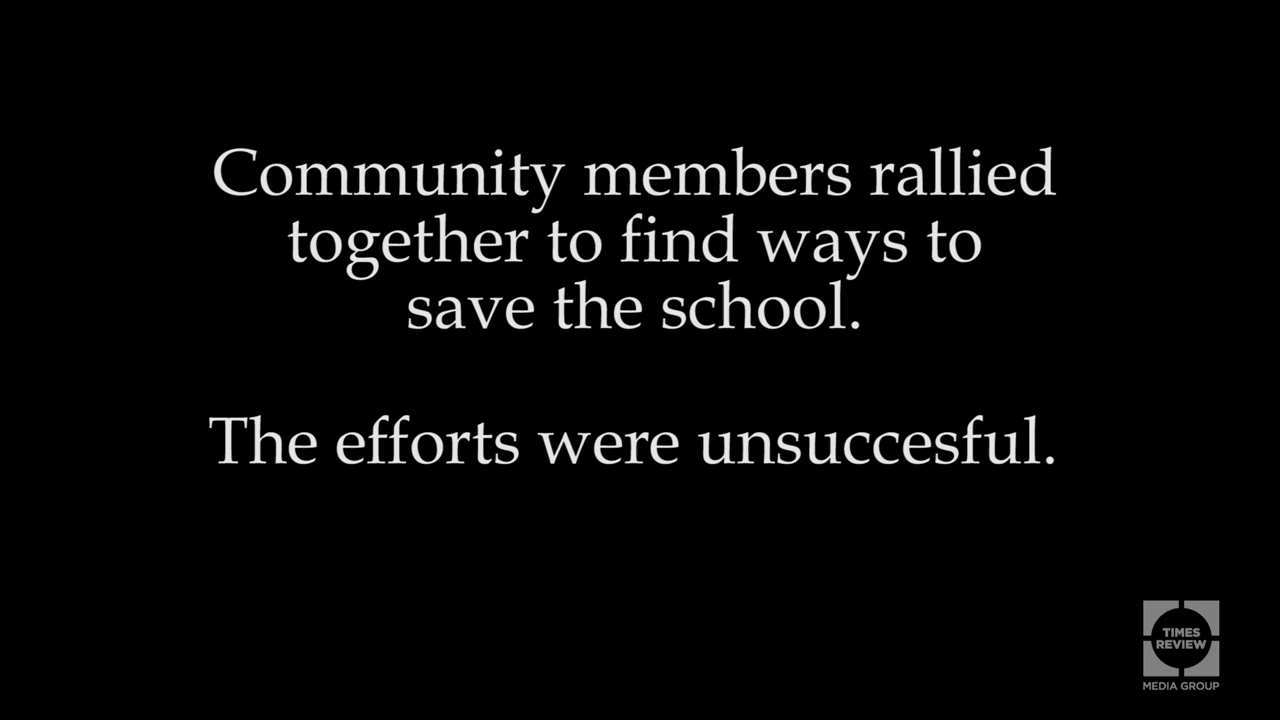 Community members rallied
together to find ways to
save the school.
The efforts were unsuccesful.
TIMES
REVIEW
MEDIA GROUP